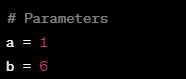 # Parameters
a = 1
b = 6